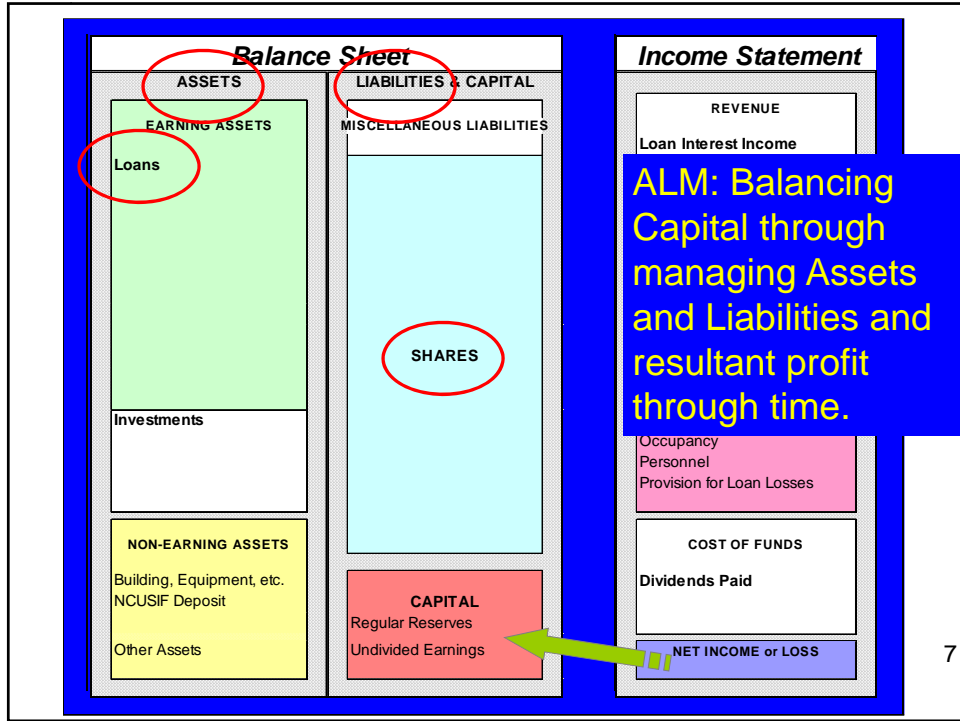 Balance Sheet
ASSETS
EARNING ASSETS
Loans
Investments
NON-EARNING ASSETS
Building, Equipment, etc.
NCUSIF Deposit
Other Assets
LIABILITIES & CAPITAL
MISCELLANEOUS LIABILITIES
SHARES
CAPITAL
Regular Reserves
Undivided Earnings
Income Statement
REVENUE
Loan Interest Income
ALM: Balancing
Capital through
managing Assets
and Liabilities and
resultant profit
through time.
Occupancy
Personnel
Provision for Loan Losses
COST OF FUNDS
Dividends Paid
NET INCOME or LOSS
7